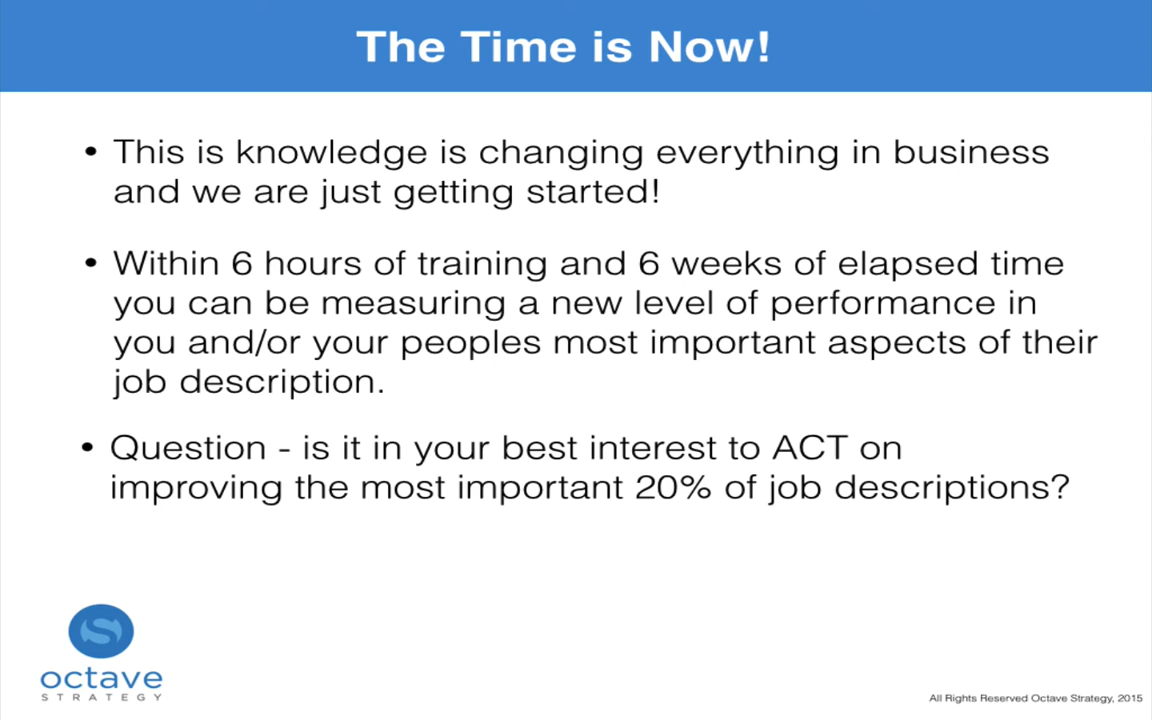 The Time is Now!
• This is knowledge is changing everything in business
and we are just getting started!
• Within 6 hours of training and 6 weeks of elapsed time
you can be measuring a new level of performance in
you and/or your peoples most important aspects of their
job description.
• Question - is it in your best interest to ACT on
improving the most important 20% of job descriptions?
octave
STRATEGY
All Rights Reserved Octave Strategy, 2015